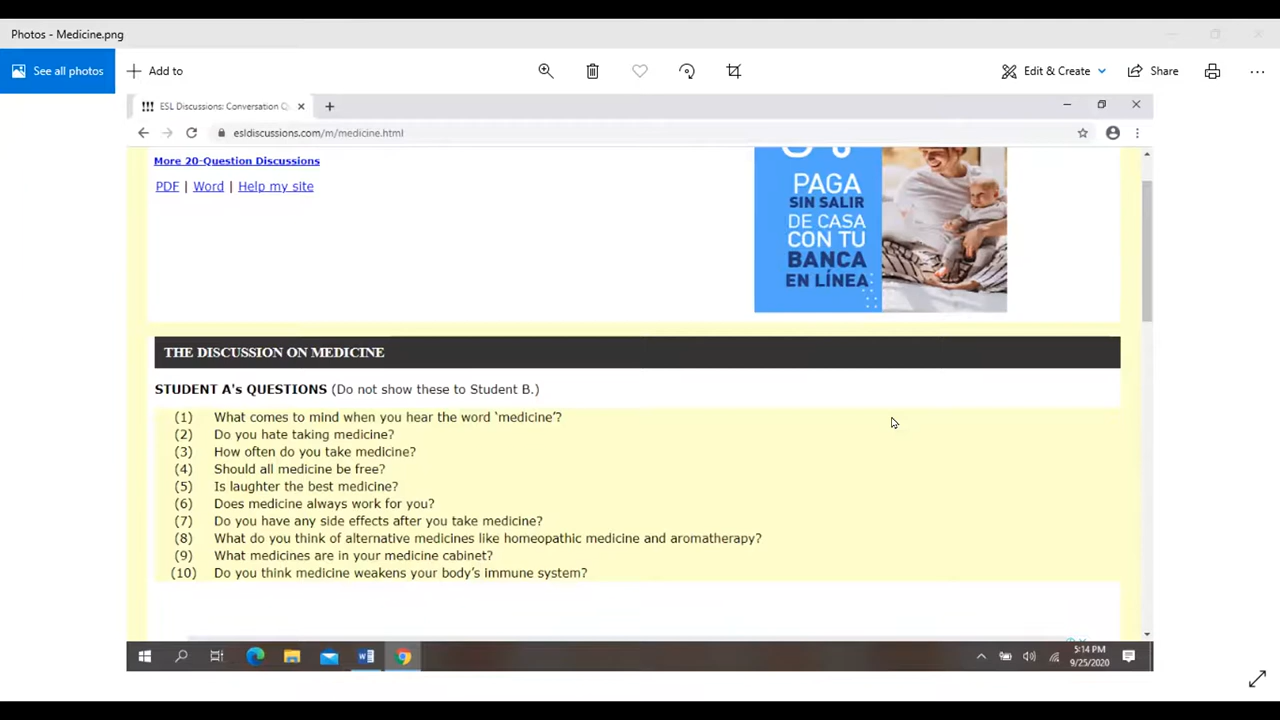 Photos - Medicine.png
See all photos
Add to
Edit & Create
Share
ESL Discussions: Conversation Q
esldiscussions.com/m/medicine.html
More 20-Question Discussions
PDF | Word | Help my site
PAGA
SIN SALIR
DE CASA
CON TU
BANCA
EN LÍNEA
THE DISCUSSION ON MEDICINE
STUDENT A's QUESTIONS (Do not show these to Student B.)
(1) What comes to mind when you hear the word ‘medicine’?
(2) Do you hate taking medicine?
(3) How often do you take medicine?
(4) Should all medicine be free?
(5) Is laughter the best medicine?
(6) Does medicine always work for you?
(7) Do you have any side effects after you take medicine?
(8) What do you think of alternative medicines like homeopathic medicine and aromatherapy?
(9) What medicines are in your medicine cabinet?
(10) Do you think medicine weakens your body’s immune system?
5:14 PM
9/25/2020